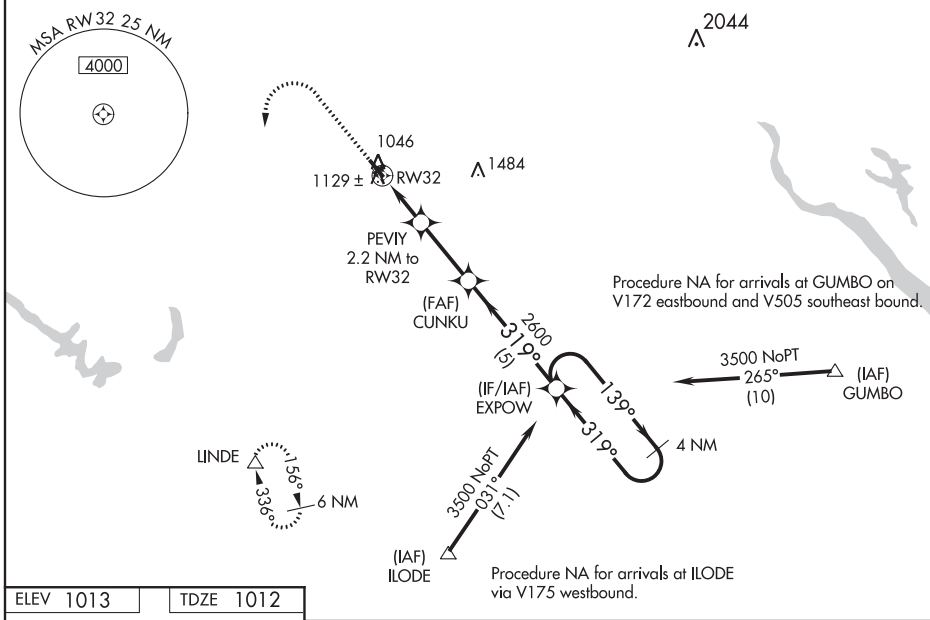 MSA RW 32 25 NM
4000
2044
1046
1484
1129 ±
RW32
PEVIY
2.2 NM to
RW32
(FAF)
CUNKU
2600
319°
(5)
Procedure NA for arrivals at GUMBO on
V172 eastbound and V505 southeast bound.
3500 NoPT
265°
(10)
(IAF)
GUMBO
(IF/IAF)
EXPOW
139°
319°
4 NM
LINDE
156°
336°
6 NM
3500 NoPT
031°
(7.1)
(IAF)
ILODE
Procedure NA for arrivals at ILODE
via V175 westbound.
ELEV 1013
TDZE 1012